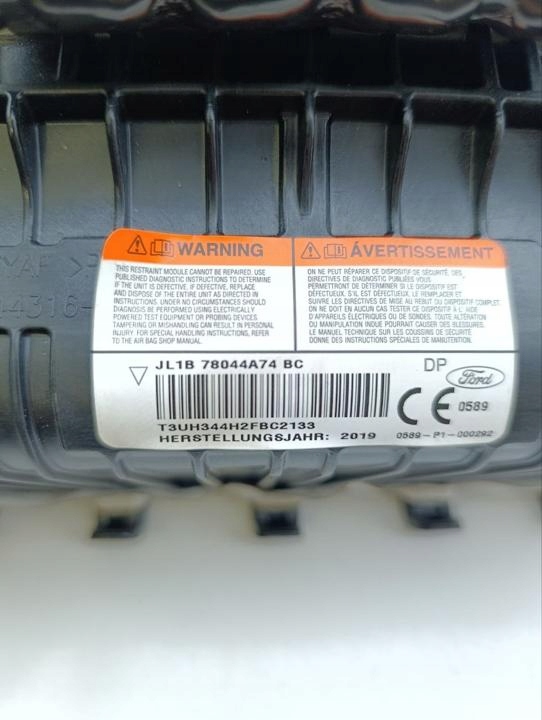 WARNING
THIS RESTRAINT MODULE CANNOT BE REPAIRED. USE
PUBLISHED DIAGNOSTIC INSTRUCTIONS TO DETERMINE
IF THE UNIT IS DEFECTIVE. IF DEFECTIVE, REPLACE
AND DISPOSE OF THE ENTIRE UNIT AS DIRECTED IN
INSTRUCTIONS. UNDER NO CIRCUMSTANCES SHOULD
DIAGNOSIS BE PERFORMED USING ELECTRICALLY
POWERED TEST EQUIPMENT OR PROBING DEVICES.
TAMPERING OR MISHANDLING CAN RESULT IN PERSONAL
INJURY. FOR SPECIAL HANDLING INSTRUCTIONS, REFER
TO THE AIR BAG SHOP MANUAL.
ÁVERTISSEMENT
ON NE PEUT RÉPARER CE DISPOSITIF DE SÉCURITÉ, DES
DIRECTIVES DE DIAGNOSTIC PUBLIÉES VOUS
PERMETTRONT DE DÉTERMINER SI LE DISPOSITIF EST
DÉFECTUEUX. S'IL EST DÉFECTUEUX, LE REMPLACER ET
SUIVRE LES DIRECTIVES DE MISE AU REBUT DU DISPOSITIF COMPLET.
ON NE DOIT EN AUCUN CAS TESTER CE DISPOSITIF À L' AIDE
D'APPAREILS ÉLECTRIQUES OU DE SONDES. TOUTE ALTÉRATION
OU MANIPULATION INDUE POURRAIT CAUSER DES BLESSURES.
LE MANUEL TECHNIQUE SUR LES COUSSINS DE SÉCURITÉ
DONNE DES INSTRUCTIONS SPÉCIALES DE MANUTENTION.
JL1B 78044A74 BC
DP
Ford
CE 0589
T3UH344H2FBC2133
HERSTELLUNGSJAHR: 2019
0589-P1-000292